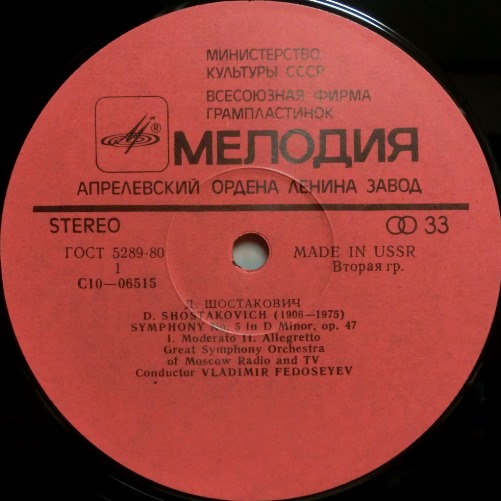 МИНИСТЕРСТВО
КУЛЬТУРЫ СССР
ВСЕСОЮЗНАЯ ФИРМА
ГРАМПЛАСТИНОК
®
МЕЛОДИЯ
АПРЕЛЕВСКИЙ ОРДЕНА ЛЕНИНА ЗАВОД
STEREO 33
ГОСТ 5289-80 MADE IN USSR
1 Вторая гр.
С10—06515
Д. ШОСТАКОВИЧ
D. SHOSTAKOVICH (1906—1975)
SYMPHONY No. 5 in D Minor, op. 47
I. Moderato II. Allegretto
Great Symphony Orchestra
of Moscow Radio and TV
Conductor VLADIMIR FEDOSEYEV